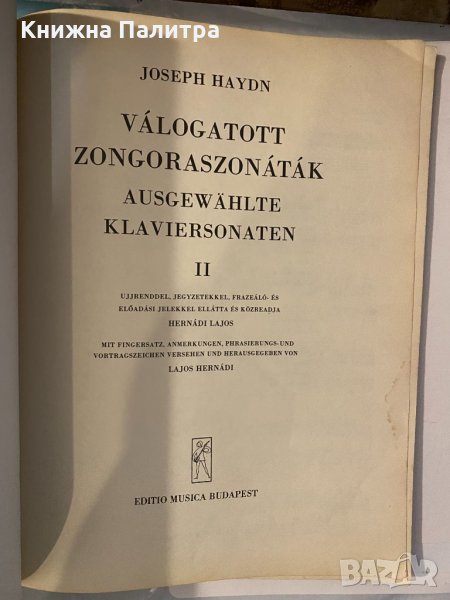 Книжна Палитра
JOSEPH HAYDN
VÁLOGATOTT
ZONGORASZONÁTÁK
AUSGEWÄHLTE
KLAVIERSONATEN
II
UJJRENDDEL, JEGYZETEKKEL, FRAZEÁLÓ- ÉS
ELŐADÁSI JELEKKEL ELLÁTTA ÉS KÖZREADJA
HERNÁDI LAJOS
MIT FINGERSATZ, ANMERKUNGEN, PHRASIERUNGS- UND
VORTRAGSZEICHEN VERSEHEN UND HERAUSGEGEBEN VON
LAJOS HERNÁDI
EDITIO MUSICA BUDAPEST
BAZAR